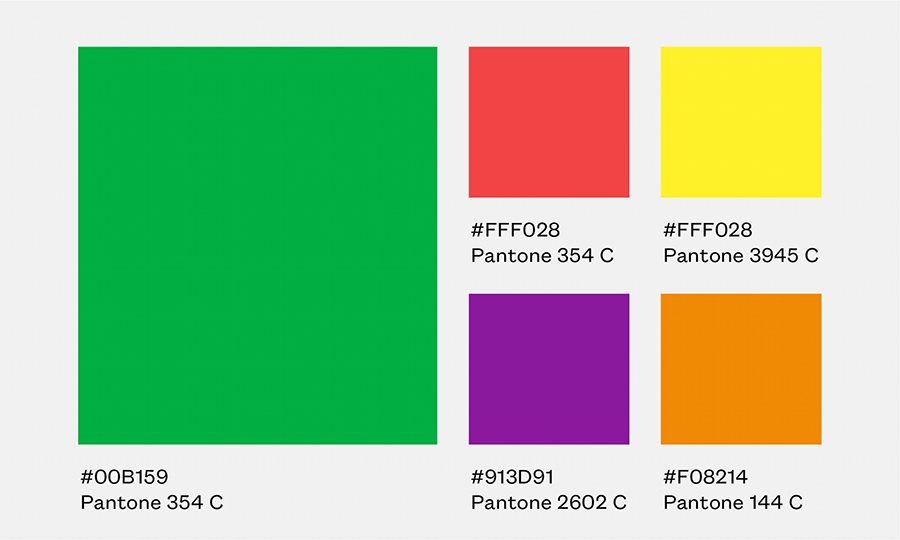 #FFF028
Pantone 354 C
#FFF028
Pantone 3945 C
#00B159
Pantone 354 C
#913D91
Pantone 2602 C
#F08214
Pantone 144 C